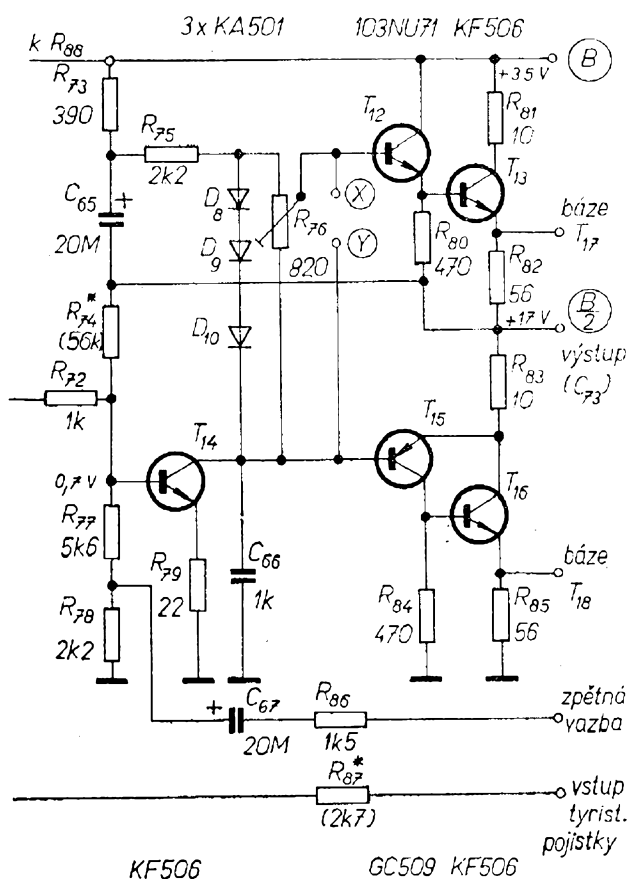 3x KA501 103NU71 KF506
k R88
B
+35 V
R73
390
R81
10
R75
2k2
T12
T13
C65
+
20M
D8
X
R76
820
D9
Y
R80
470
báze
T17
R82
56
R74*
(56k)
D10
+17 V
B/2
výstup
(C73)
R83
10
R72
1k
T14
T15
0,7 V
T16
R77
5k6
R79
22
C66
1k
R84
470
R85
56
báze
T18
R78
2k2
+
C67
20M
R86
1k5
zpětná
vazba
R87*
(2k7)
vstup
tyrist.
pojistky
KF506 GC509 KF506